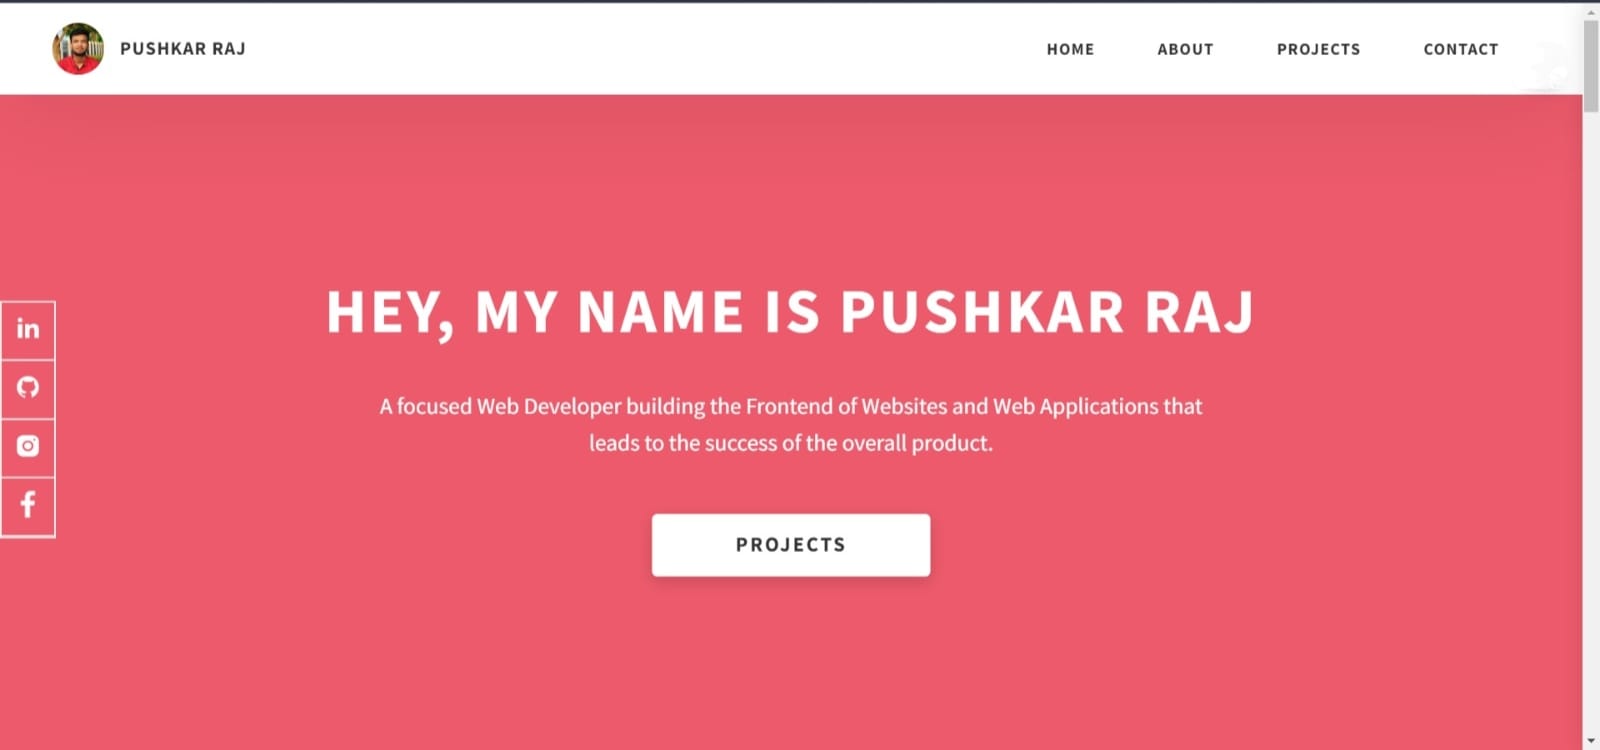 PUSHKAR RAJ
HOME ABOUT PROJECTS CONTACT
HEY, MY NAME IS PUSHKAR RAJ
A focused Web Developer building the Frontend of Websites and Web Applications that
leads to the success of the overall product.
PROJECTS